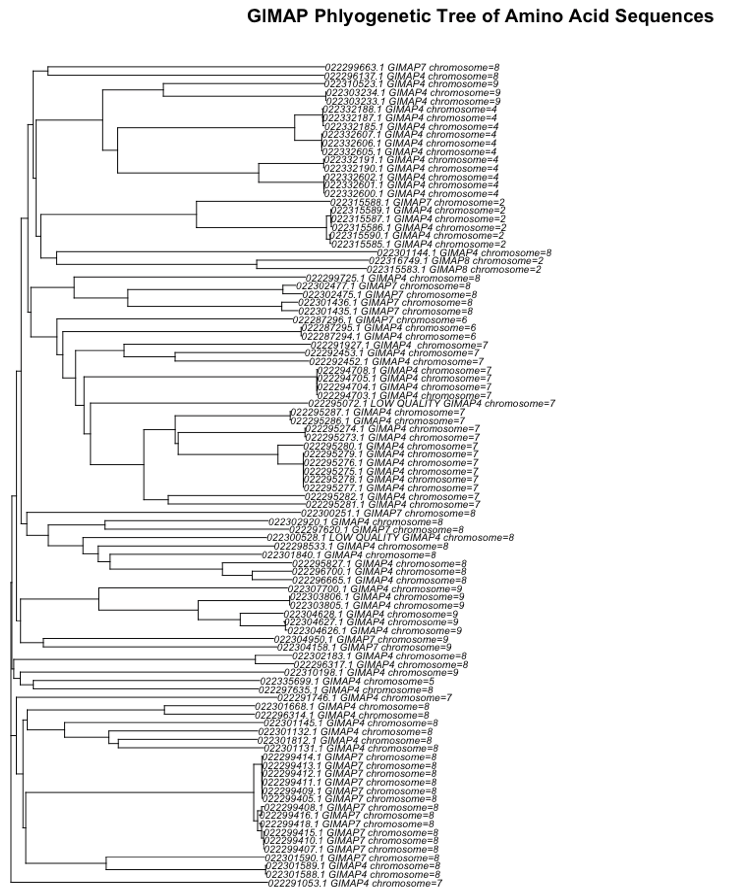 GIMAP Phlyogenetic Tree of Amino Acid Sequences
022299663.1 GIMAP7 chromosome=8
022296137.1 GIMAP4 chromosome=8
022310523.1 GIMAP4 chromosome=9
022303234.1 GIMAP4 chromosome=9
022303233.1 GIMAP4 chromosome=9
022332188.1 GIMAP4 chromosome=4
022332187.1 GIMAP4 chromosome=4
022332185.1 GIMAP4 chromosome=4
022332607.1 GIMAP4 chromosome=4
022332606.1 GIMAP4 chromosome=4
022332605.1 GIMAP4 chromosome=4
022332191.1 GIMAP4 chromosome=4
022332190.1 GIMAP4 chromosome=4
022332602.1 GIMAP4 chromosome=4
022332601.1 GIMAP4 chromosome=4
022332600.1 GIMAP4 chromosome=4
022315588.1 GIMAP7 chromosome=2
022315589.1 GIMAP4 chromosome=2
022315587.1 GIMAP4 chromosome=2
022315586.1 GIMAP4 chromosome=2
022315590.1 GIMAP4 chromosome=2
022315585.1 GIMAP4 chromosome=2
022301144.1 GIMAP4 chromosome=8
022316749.1 GIMAP8 chromosome=2
022315583.1 GIMAP8 chromosome=2
022299725.1 GIMAP4 chromosome=8
022302477.1 GIMAP7 chromosome=8
022302475.1 GIMAP7 chromosome=8
022301436.1 GIMAP7 chromosome=8
022301435.1 GIMAP7 chromosome=8
022287296.1 GIMAP7 chromosome=6
022287295.1 GIMAP4 chromosome=6
022287294.1 GIMAP4 chromosome=6
022291927.1 GIMAP4 chromosome=7
022292453.1 GIMAP4 chromosome=7
022292452.1 GIMAP4 chromosome=7
022294708.1 GIMAP4 chromosome=7
022294705.1 GIMAP4 chromosome=7
022294704.1 GIMAP4 chromosome=7
022294703.1 GIMAP4 chromosome=7
022295072.1 LOW QUALITY GIMAP4 chromosome=7
022295287.1 GIMAP4 chromosome=7
022295286.1 GIMAP4 chromosome=7
022295274.1 GIMAP4 chromosome=7
022295273.1 GIMAP4 chromosome=7
022295280.1 GIMAP4 chromosome=7
022295279.1 GIMAP4 chromosome=7
022295276.1 GIMAP4 chromosome=7
022295275.1 GIMAP4 chromosome=7
022295278.1 GIMAP4 chromosome=7
022295277.1 GIMAP4 chromosome=7
022295282.1 GIMAP4 chromosome=7
022295281.1 GIMAP4 chromosome=7
022300251.1 GIMAP7 chromosome=8
022302920.1 GIMAP4 chromosome=8
022297620.1 GIMAP7 chromosome=8
022300528.1 LOW QUALITY GIMAP4 chromosome=8
022298533.1 GIMAP4 chromosome=8
022301840.1 GIMAP4 chromosome=8
022295827.1 GIMAP4 chromosome=8
022296700.1 GIMAP4 chromosome=8
022296665.1 GIMAP4 chromosome=8
022307700.1 GIMAP4 chromosome=9
022303806.1 GIMAP4 chromosome=9
022303805.1 GIMAP4 chromosome=9
022304628.1 GIMAP4 chromosome=9
022304627.1 GIMAP4 chromosome=9
022304626.1 GIMAP4 chromosome=9
022304950.1 GIMAP7 chromosome=9
022304158.1 GIMAP7 chromosome=9
022302183.1 GIMAP4 chromosome=8
022296317.1 GIMAP4 chromosome=8
022310198.1 GIMAP4 chromosome=9
022335699.1 GIMAP4 chromosome=5
022297635.1 GIMAP4 chromosome=8
022291746.1 GIMAP4 chromosome=7
022301668.1 GIMAP4 chromosome=8
022296314.1 GIMAP4 chromosome=8
022301145.1 GIMAP4 chromosome=8
022301132.1 GIMAP4 chromosome=8
022301812.1 GIMAP4 chromosome=8
022301131.1 GIMAP4 chromosome=8
022299414.1 GIMAP7 chromosome=8
022299413.1 GIMAP7 chromosome=8
022299412.1 GIMAP7 chromosome=8
022299411.1 GIMAP7 chromosome=8
022299409.1 GIMAP7 chromosome=8
022299405.1 GIMAP7 chromosome=8
022299408.1 GIMAP7 chromosome=8
022299416.1 GIMAP7 chromosome=8
022299418.1 GIMAP7 chromosome=8
022299415.1 GIMAP7 chromosome=8
022299410.1 GIMAP7 chromosome=8
022299407.1 GIMAP7 chromosome=8
022301590.1 GIMAP7 chromosome=8
022301589.1 GIMAP4 chromosome=8
022301588.1 GIMAP4 chromosome=8
022291053.1 GIMAP4 chromosome=7